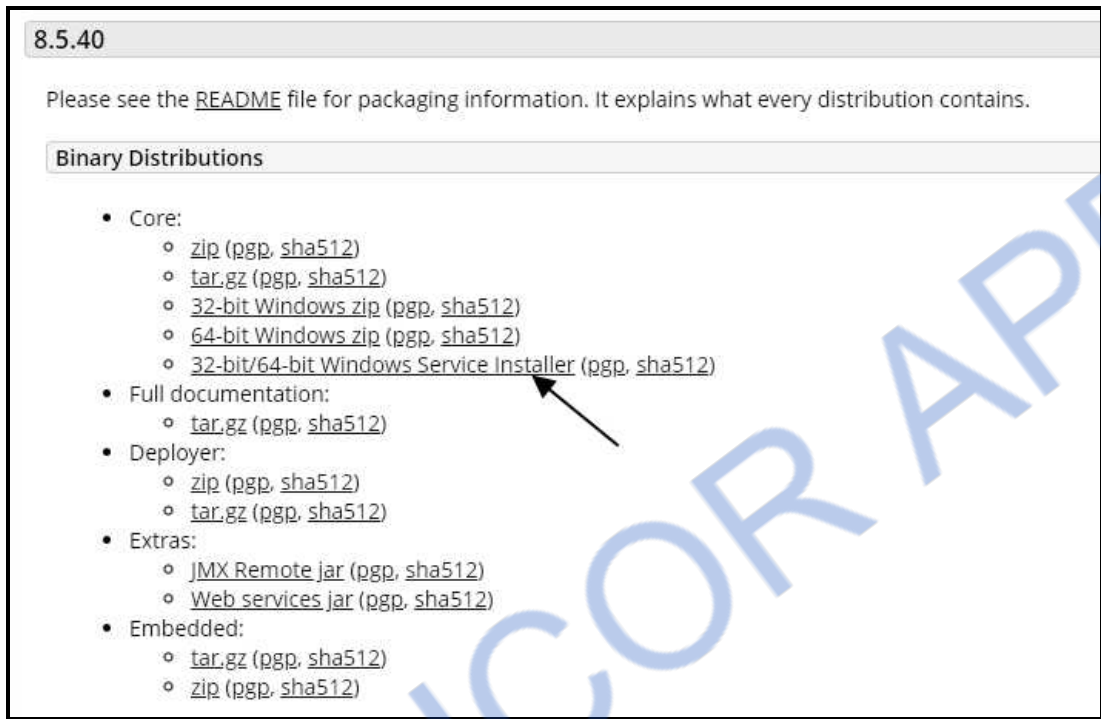 8.5.40
Please see the README file for packaging information. It explains what every distribution contains.
Binary Distributions
• Core:
◦ zip (pgp, sha512)
◦ tar.gz (pgp, sha512)
◦ 32-bit Windows zip (pgp, sha512)
◦ 64-bit Windows zip (pgp, sha512)
◦ 32-bit/64-bit Windows Service Installer (pgp, sha512)
• Full documentation:
◦ tar.gz (pgp, sha512)
• Deployer:
◦ zip (pgp, sha512)
◦ tar.gz (pgp, sha512)
• Extras:
◦ JMX Remote jar (pgp, sha512)
◦ Web services jar (pgp, sha512)
• Embedded:
◦ tar.gz (pgp, sha512)
◦ zip (pgp, sha512)